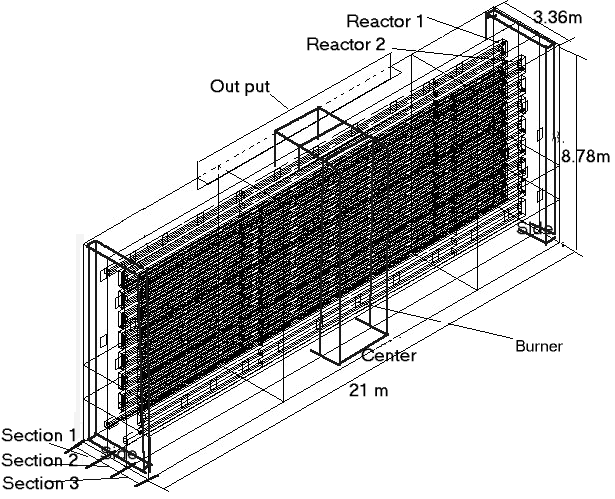 Reactor 1
3.36m
Reactor 2
Out put
8.78m
Side
Burner
Center
21 m
Section 1
Section 2
Section 3